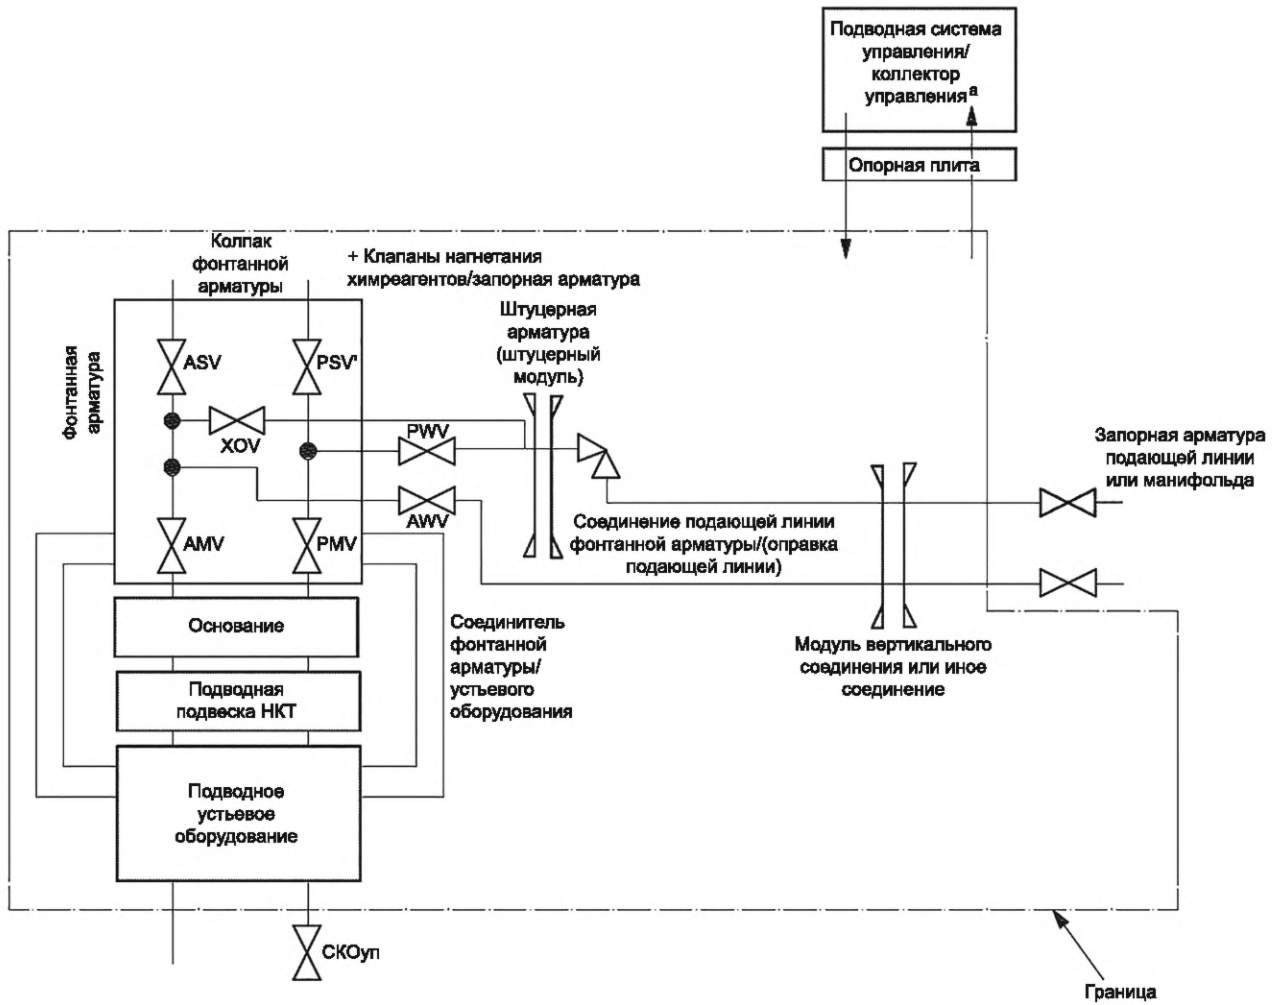 Подводная система
управления/
коллектор
управленияª
Опорная плита
Колпак
фонтанной
арматуры
+ Клапаны нагнетания
химреагентов/запорная арматура
Штуцерная
арматура
(штуцерный
модуль)
Фонтанная
арматура
ASV
PSV'
XOV
PWV
AWV
AMV
PMV
Запорная арматура
подающей линии
или манифольда
Соединение подающей линии
фонтанной арматуры/(оправка
подающей линии)
Основание
Соединитель
фонтанной
арматуры/
устьевого
оборудования
Модуль вертикального
соединения или иное
соединение
Подводная
подвеска НКТ
Подводное
устьевое
оборудование
СКОуп
Граница